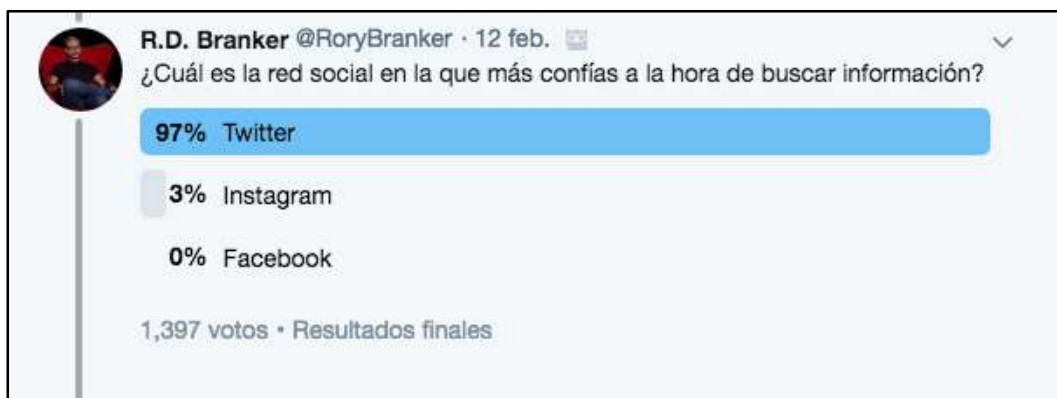 R.D. Branker @RoryBranker · 12 feb.
¿Cuál es la red social en la que más confías a la hora de buscar información?
97% Twitter
3% Instagram
0% Facebook
1,397 votos • Resultados finales